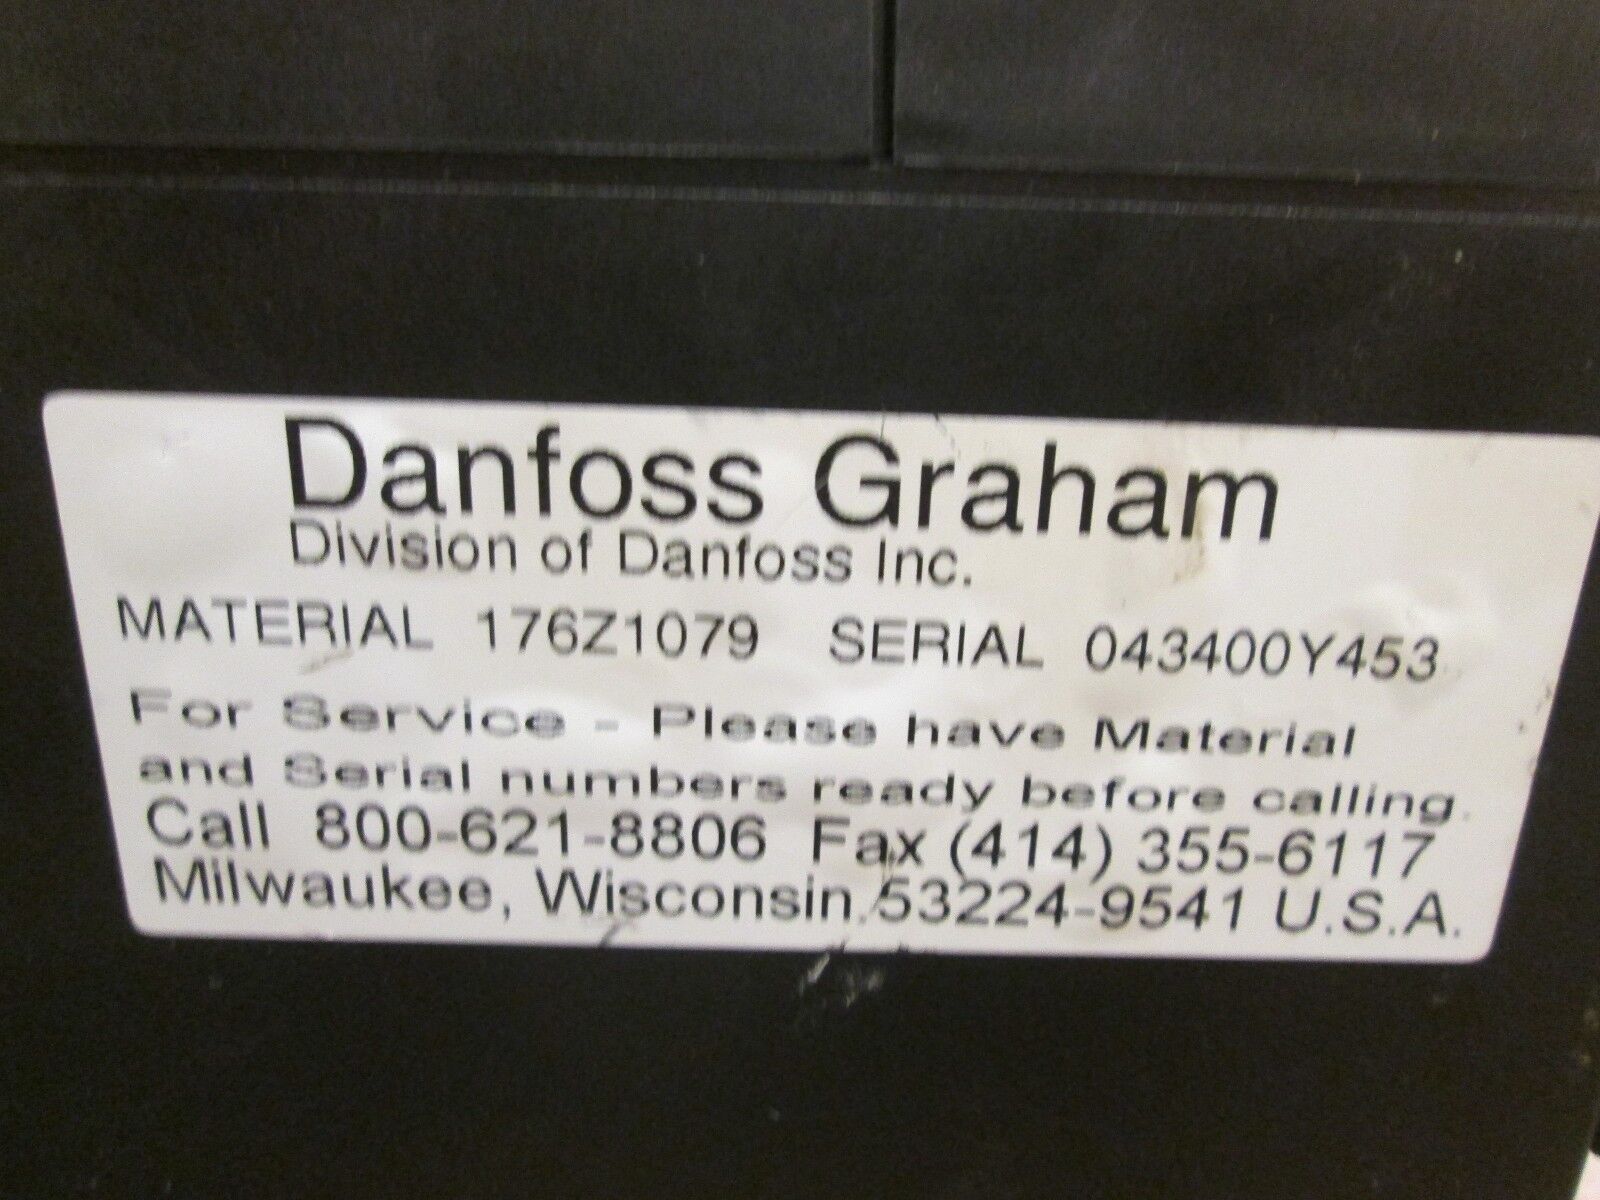 Danfoss Graham
Division of Danfoss Inc.
MATERIAL 176Z1079 SERIAL 043400Y453
For Service - Please have Material
and Serial numbers ready before calling.
Call 800-621-8806 Fax (414) 355-6117
Milwaukee, Wisconsin 53224-9541 U.S.A.